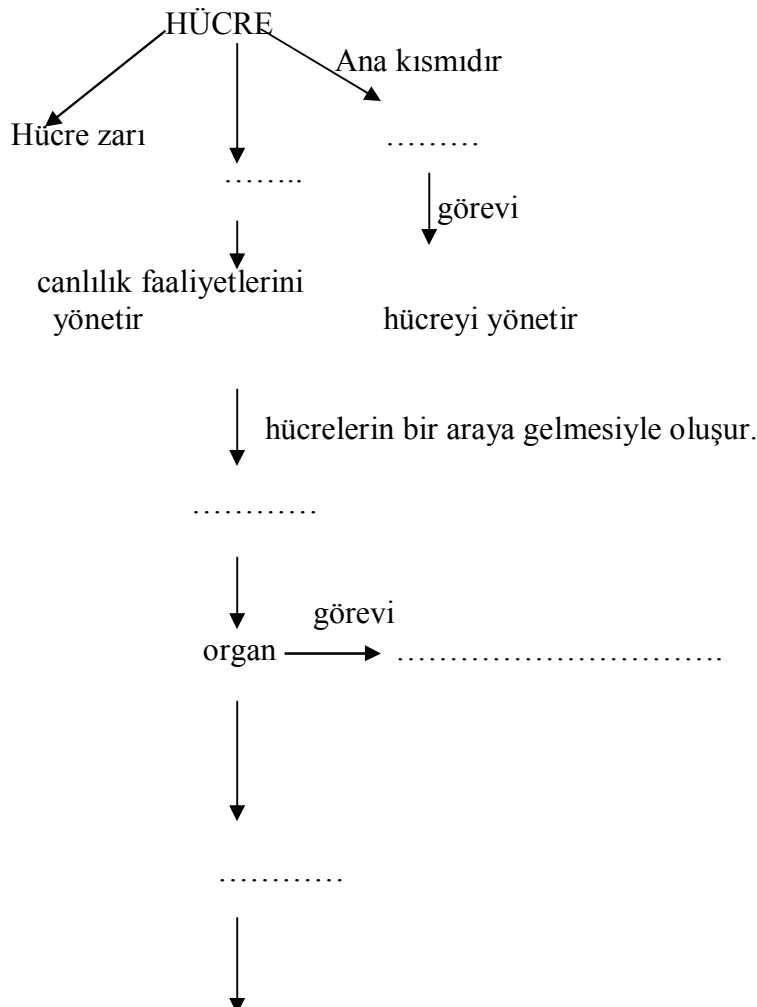 HÜCRE
Ana kısmıdır
Hücre zarı
………
……..
görevi
canlılık faaliyetlerini
yönetir
hücreyi yönetir
hücrelerin bir araya gelmesiyle oluşur.
…………
görevi
organ
………………………….
…………